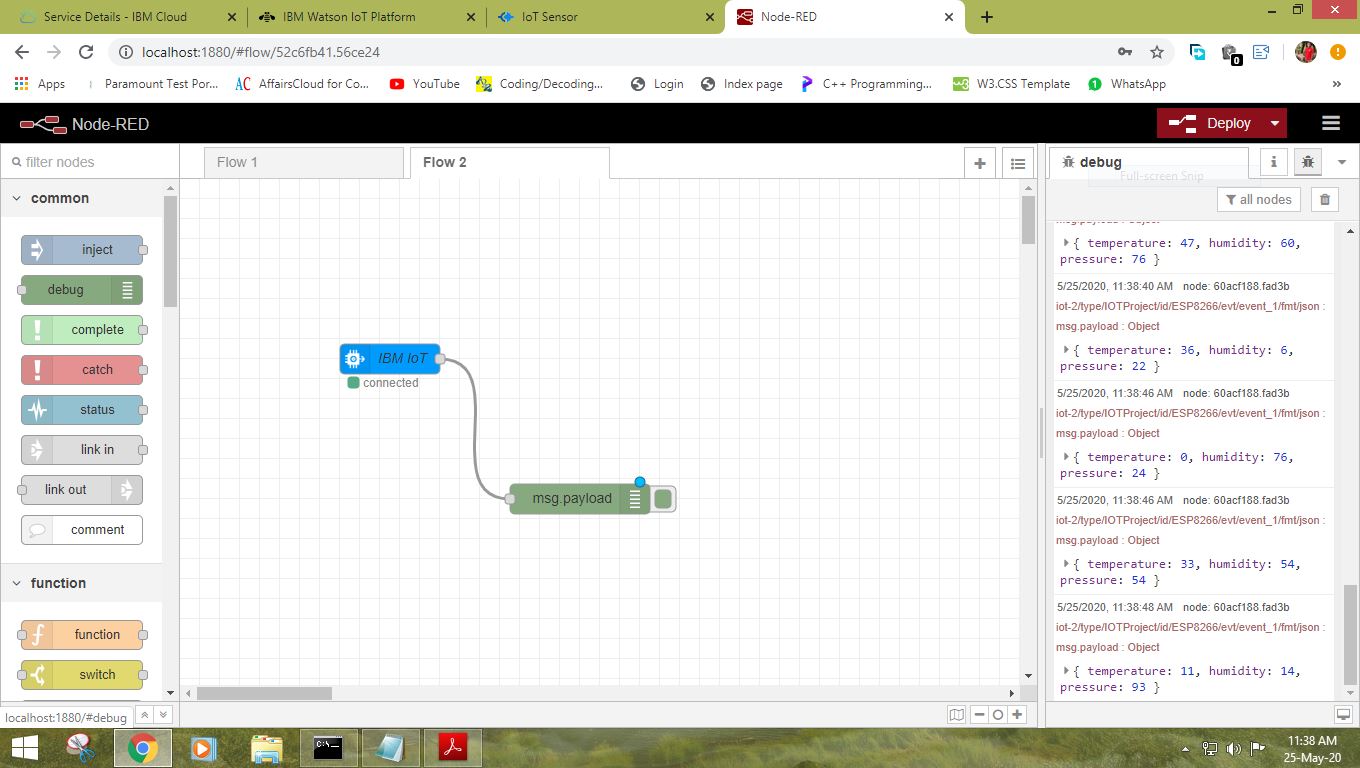 Service Details - IBM Cloud
IBM Watson IoT Platform
IoT Sensor
Node-RED
localhost:1880/#flow/52c6fb41.56ce24
0
Apps
Paramount Test Por...
AC AffairsCloud for Co...
YouTube
Coding/Decoding...
Login
Index page
C++ Programming...
W3.CSS Template
1 WhatsApp
Node-RED
Deploy
filter nodes
Flow 1
Flow 2
debug
i
Full-screen Snip
all nodes
common
inject
debug
complete
catch
status
link in
link out
comment
function
function
switch
localhost:1880/#debug
IBM IoT
connected
msg.payload
msg.payload : Object
{ temperature: 47, humidity: 60,
pressure: 76 }
5/25/2020, 11:38:40 AM node: 60acf188.fad3b
iot-2/type/IOTProject/id/ESP8266/evt/event_1/fmt/json :
msg.payload : Object
{ temperature: 36, humidity: 6,
pressure: 22 }
5/25/2020, 11:38:46 AM node: 60acf188.fad3b
iot-2/type/IOTProject/id/ESP8266/evt/event_1/fmt/json :
msg.payload : Object
{ temperature: 0, humidity: 76,
pressure: 24 }
5/25/2020, 11:38:46 AM node: 60acf188.fad3b
iot-2/type/IOTProject/id/ESP8266/evt/event_1/fmt/json :
msg.payload : Object
{ temperature: 33, humidity: 54,
pressure: 54 }
5/25/2020, 11:38:48 AM node: 60acf188.fad3b
iot-2/type/IOTProject/id/ESP8266/evt/event_1/fmt/json :
msg.payload : Object
{ temperature: 11, humidity: 14,
pressure: 93 }
C:\
11:38 AM
25-May-20